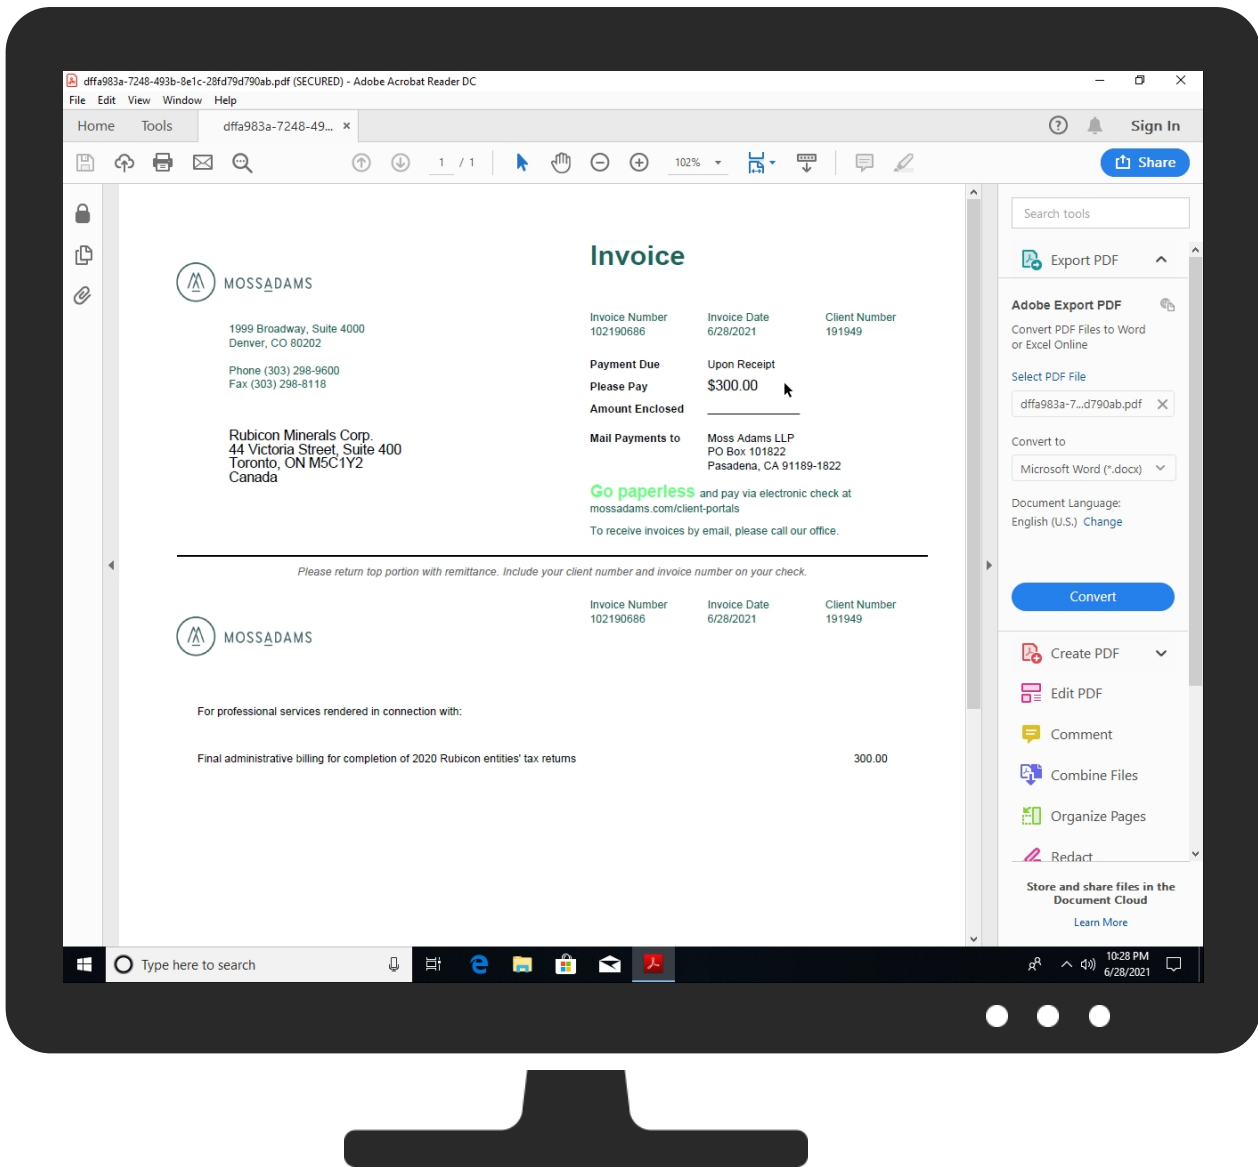 dffa983a-7248-493b-8e1c-28fd79d790ab.pdf (SECURED) - Adobe Acrobat Reader DC
File Edit View Window Help
Home Tools dffa983a-7248-49... × Sign In
1 / 1 102% Share
Search tools
Export PDF
Adobe Export PDF
Convert PDF Files to Word
or Excel Online
Select PDF File
dffa983a-7...d790ab.pdf
Convert to
Microsoft Word (*.docx)
Document Language:
English (U.S.) Change
Convert
Create PDF
Edit PDF
Comment
Combine Files
Organize Pages
Redact
Store and share files in the
Document Cloud
Learn More
Invoice
MOSSADAMS
1999 Broadway, Suite 4000
Denver, CO 80202
Phone (303) 298-9600
Fax (303) 298-8118
Rubicon Minerals Corp.
44 Victoria Street, Suite 400
Toronto, ON M5C1Y2
Canada
Invoice Number Invoice Date Client Number
102190686 6/28/2021 191949
Payment Due Upon Receipt
Please Pay $300.00
Amount Enclosed
Mail Payments to Moss Adams LLP
PO Box 101822
Pasadena, CA 91189-1822
Go paperless and pay via electronic check at
mossadams.com/client-portals
To receive invoices by email, please call our office.
Please return top portion with remittance. Include your client number and invoice number on your check.
Invoice Number Invoice Date Client Number
102190686 6/28/2021 191949
MOSSADAMS
For professional services rendered in connection with:
Final administrative billing for completion of 2020 Rubicon entities' tax returns 300.00
Type here to search
10:28 PM
6/28/2021